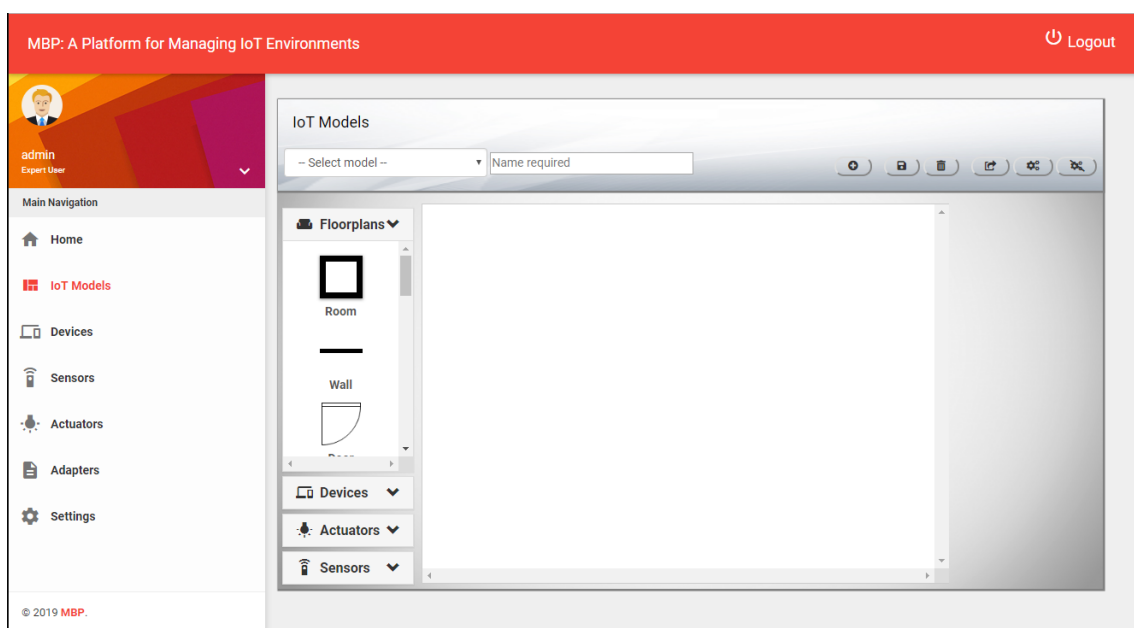 MBP: A Platform for Managing IoT Environments
Logout
admin
Expert User
Main Navigation
Home
IoT Models
Devices
Sensors
Actuators
Adapters
Settings
© 2019 MBP.
IoT Models
-- Select model --
Name required
Floorplans
Room
Wall
Door
Devices
Actuators
Sensors